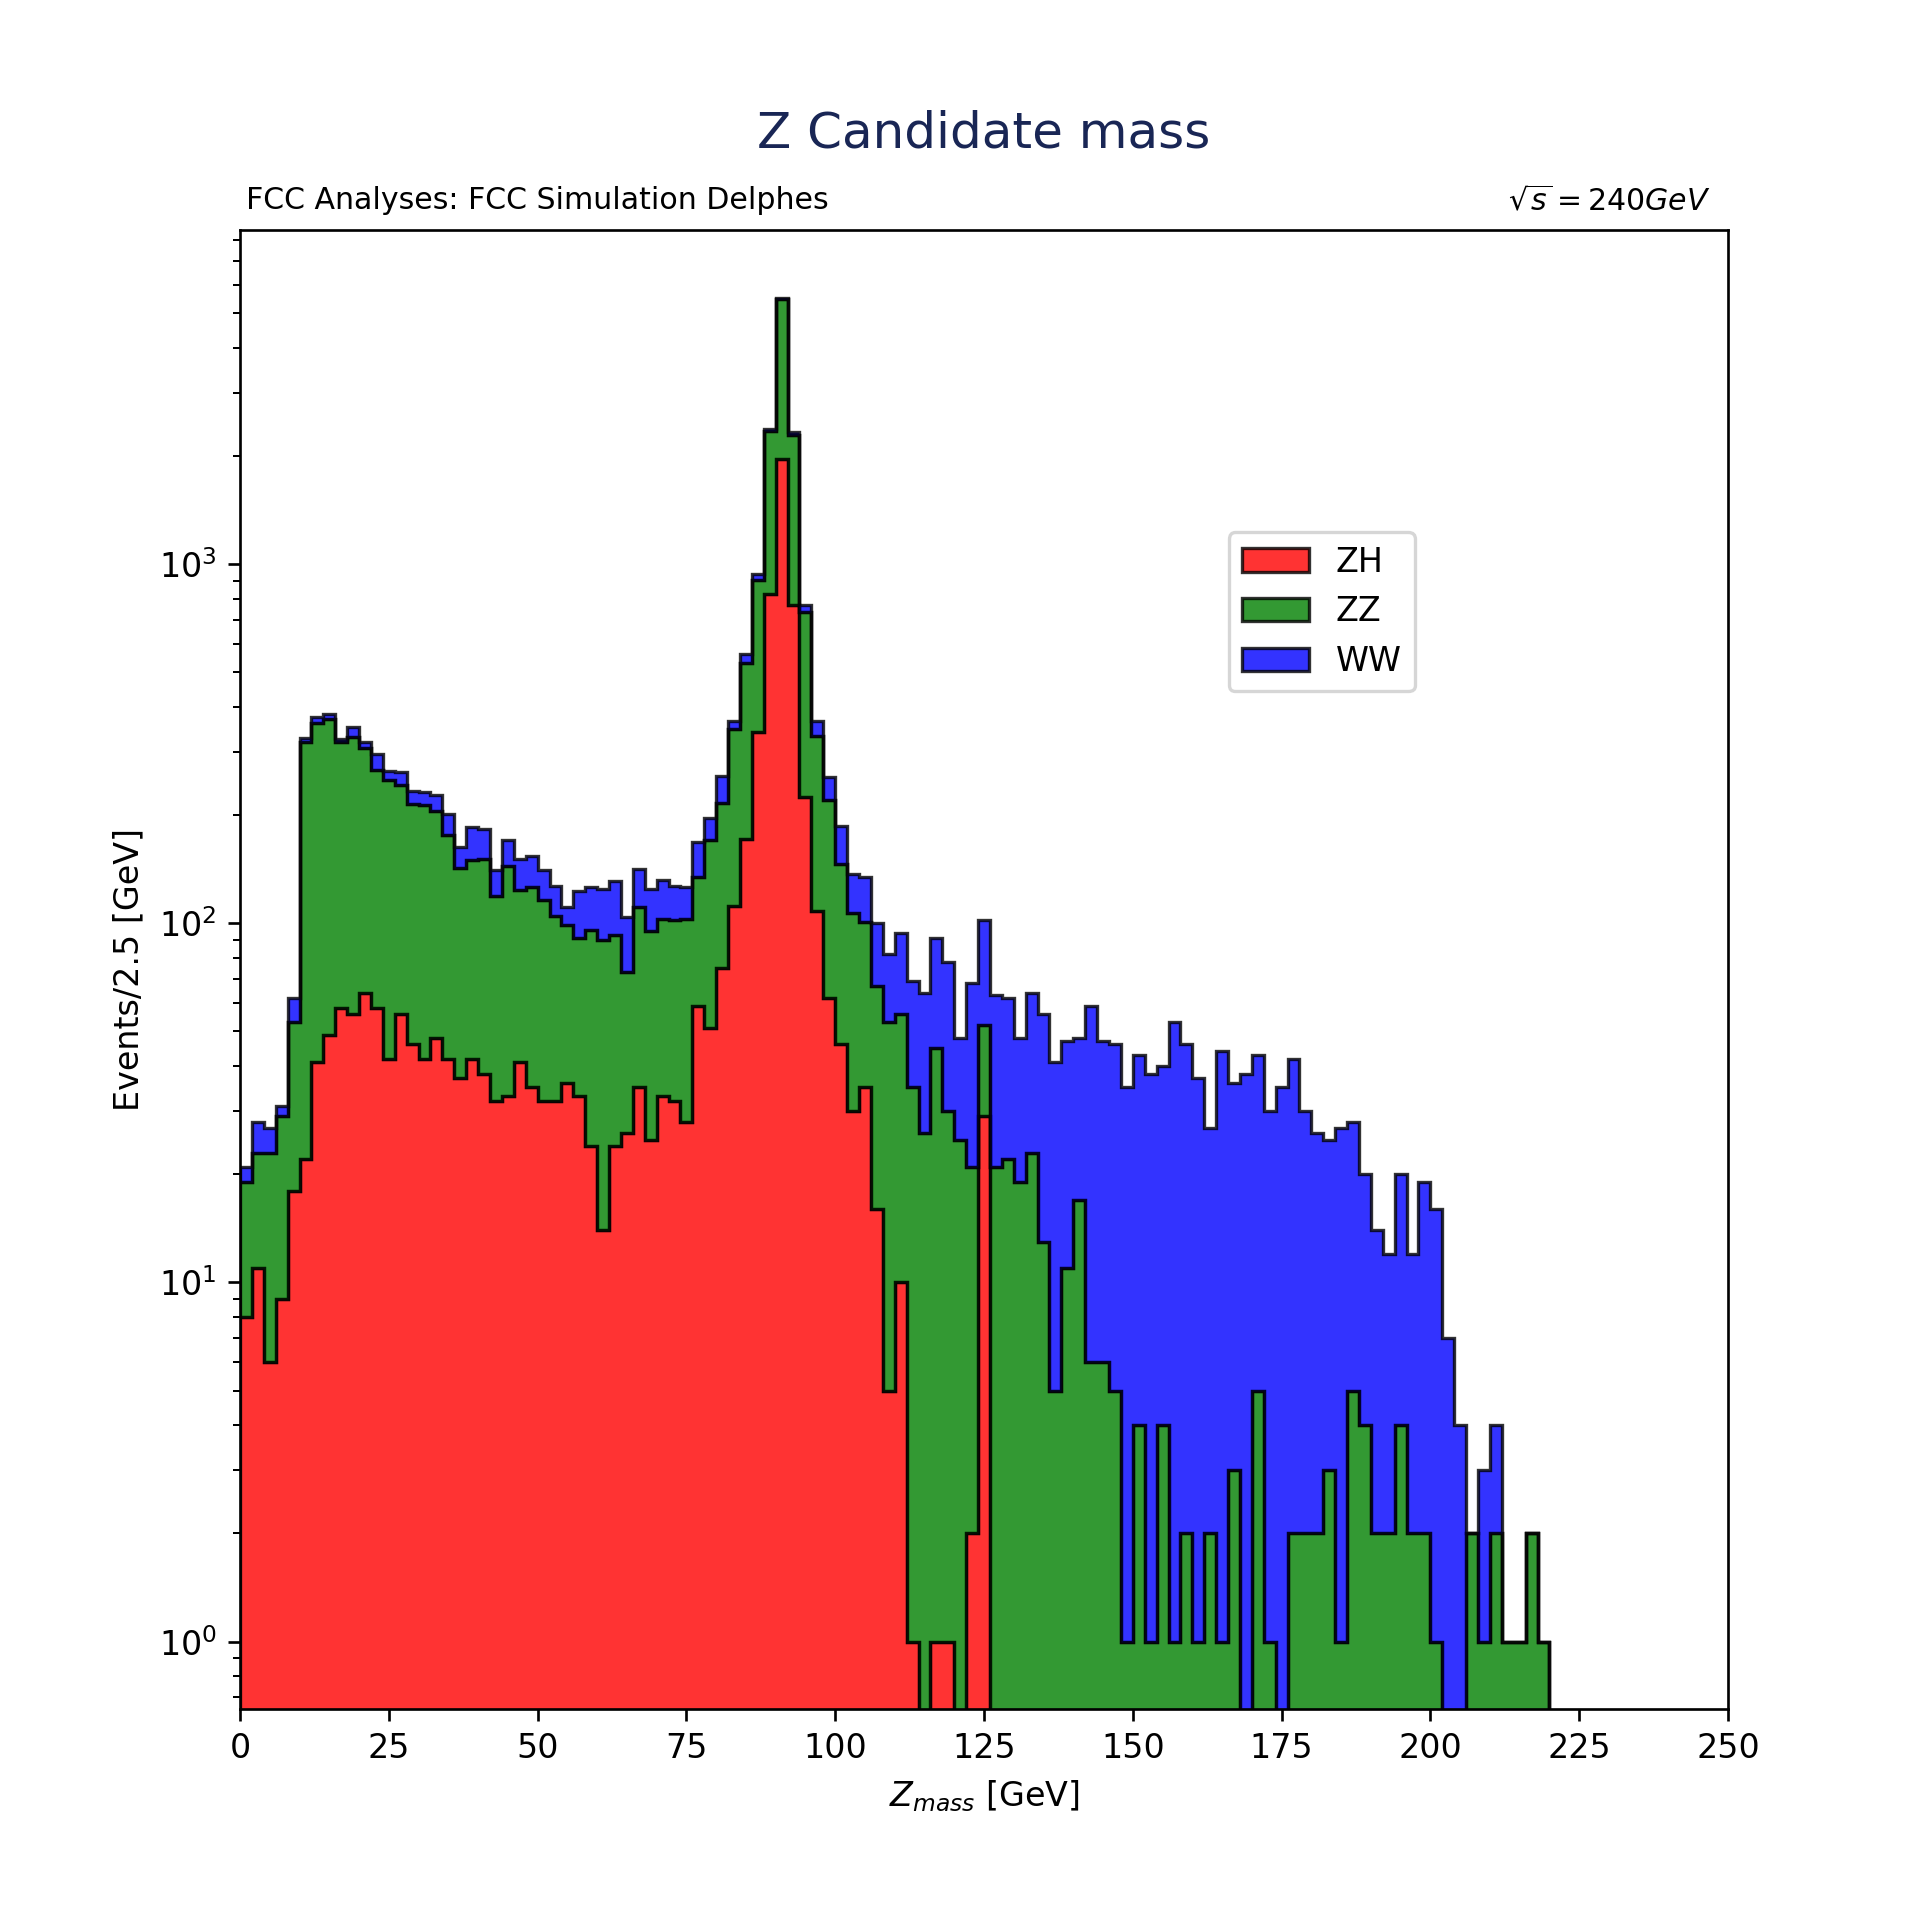 Z Candidate mass
FCC Analyses: FCC Simulation Delphes
√s = 240GeV
Events/2.5 [GeV]
10³
10²
10¹
10⁰
ZH
ZZ
WW
0 25 50 75 100 125 150 175 200 225 250
Z_mass [GeV]